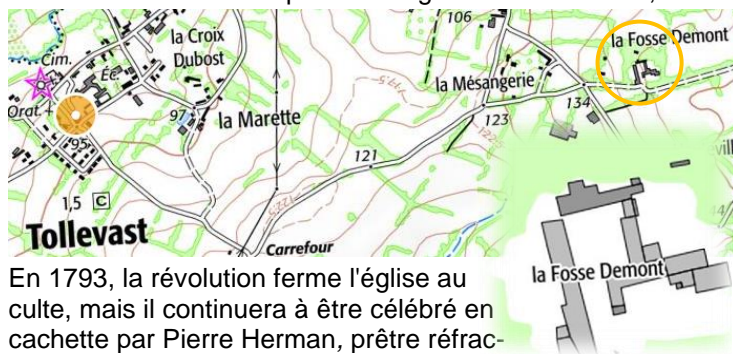 106
la Fosse Demont
la Croix
Dubost
Cim.
Éc.
la Mésangerie
Orat.
97
la Marette
134
95
123
121
122.5
1,5 C
Tollevast
Carrefour
la Fosse Demont
En 1793, la révolution ferme l'église au
culte, mais il continuera à être célébré en
cachette par Pierre Herman, prêtre réfrac-